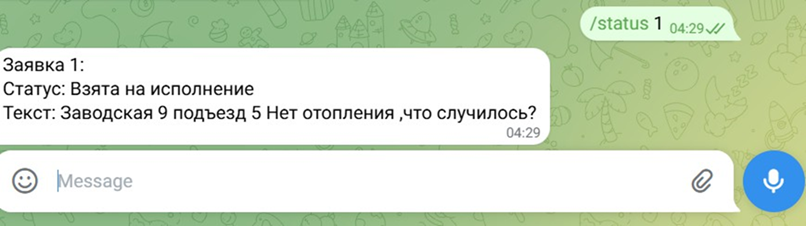 /status 1 04:29
Заявка 1:
Статус: Взята на исполнение
Текст: Заводская 9 подъезд 5 Нет отопления ,что случилось?
04:29
Message